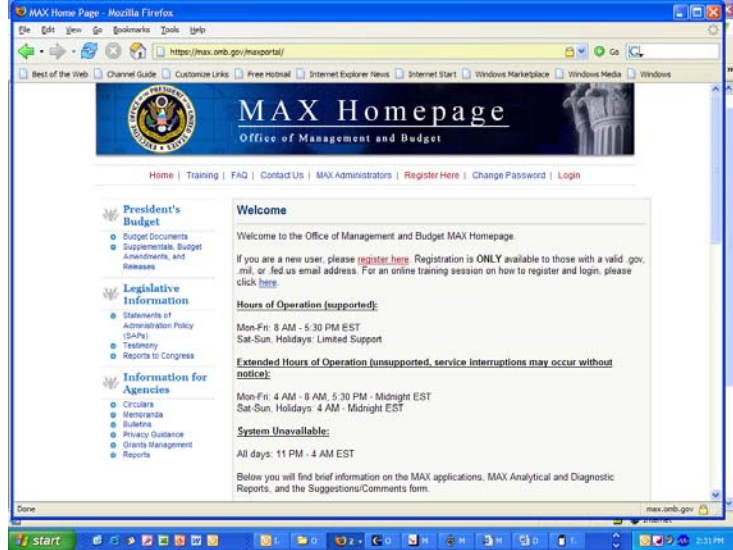 MAX Home Page - Mozilla Firefox
File Edit View Go Bookmarks Tools Help
https://max.omb.gov/maxportal/ Go
Best of the Web Channel Guide Customize Links Free Hotmail Internet Explorer News Internet Start Windows Marketplace Windows Media Windows
MAX Homepage
Office of Management and Budget
Home | Training | FAQ | Contact Us | MAX Administrators | Register Here | Change Password | Login
President's
Budget
Budget Documents
Supplementals, Budget
Amendments, and
Releases
Legislative
Information
Statements of
Administration Policy
(SAPs)
Testimony
Reports to Congress
Information for
Agencies
Circulars
Memoranda
Bulletins
Privacy Guidance
Grants Management
Reports
Welcome
Welcome to the Office of Management and Budget MAX Homepage.
If you are a new user, please register here. Registration is ONLY available to those with a valid .gov,
.mil, or .fed.us email address. For an online training session on how to register and login, please
click here.
Hours of Operation (supported):
Mon-Fri: 8 AM - 5:30 PM EST
Sat-Sun, Holidays: Limited Support
Extended Hours of Operation (unsupported, service interruptions may occur without
notice):
Mon-Fri: 4 AM - 8 AM, 5:30 PM - Midnight EST
Sat-Sun, Holidays: 4 AM - Midnight EST
System Unavailable:
All days: 11 PM - 4 AM EST
Below you will find brief information on the MAX applications, MAX Analytical and Diagnostic
Reports, and the Suggestions/Comments form.
Done max.omb.gov
Internet
start 2:31 PM